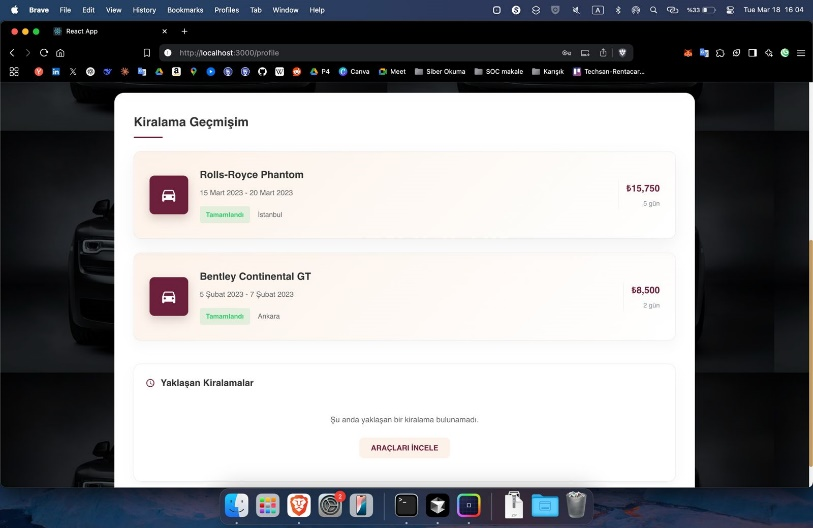 Brave File Edit View History Bookmarks Profiles Tab Window Help A %33 Tue Mar 18 16 04
React App
http://localhost:3000/profile
P4 Canva Meet Siber Okuma SOC makale Karışık Techsan-Rentacar...
Kiralama Geçmişim
Rolls-Royce Phantom
15 Mart 2023 - 20 Mart 2023
Tamamlandı İstanbul
₺15,750
5 gün
Bentley Continental GT
5 Şubat 2023 - 7 Şubat 2023
Tamamlandı Ankara
₺8,500
2 gün
Yaklaşan Kiralamalar
Şu anda yaklaşan bir kiralama bulunamadı.
ARAÇLARI İNCELE
2